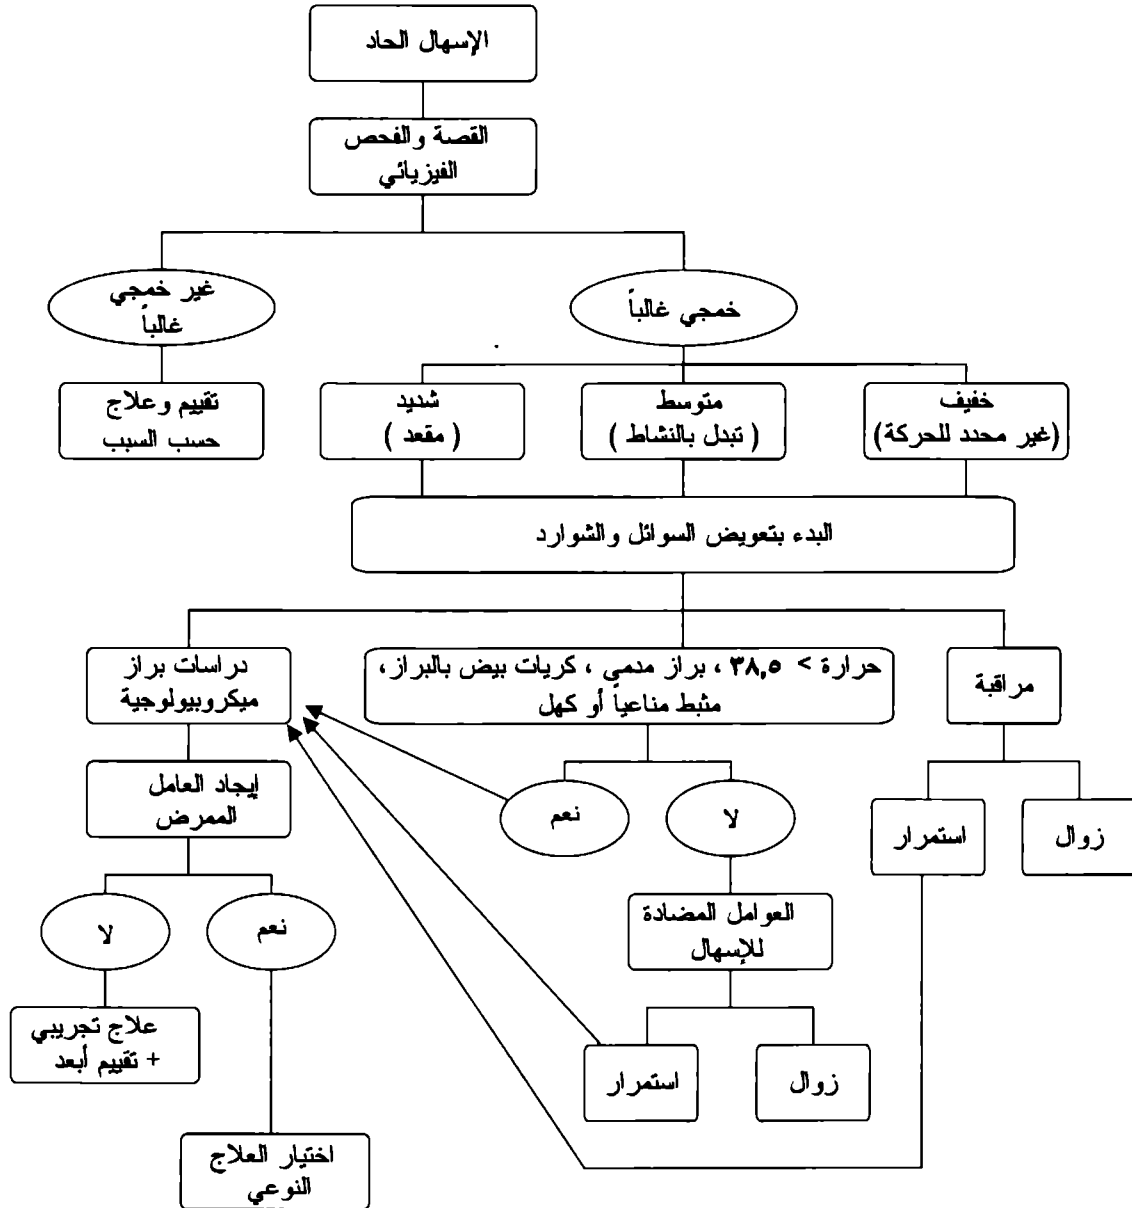 الإسهال الحاد
القصة والفحص
الفيزيائي
خمجي غالباً
غير خمجي
غالباً
خفيف
(غير محدد للحركة)
متوسط
( تبدل بالنشاط )
شديد
( مقعد )
تقييم وعلاج
حسب السبب
البدء بتعويض السوائل والشوارد
مراقبة
حرارة > ٣٨,٥ ، براز مدمى ، كريات بيض بالبراز ،
مثبط مناعياً أو كهل
دراسات براز
ميكروبيولوجية
زوال
استمرار
لا
نعم
إيجاد العامل
الممرض
العوامل المضادة
للإسهال
نعم
لا
زوال
استمرار
علاج تجريبي
+ تقييم أبعد
اختيار العلاج
النوعي